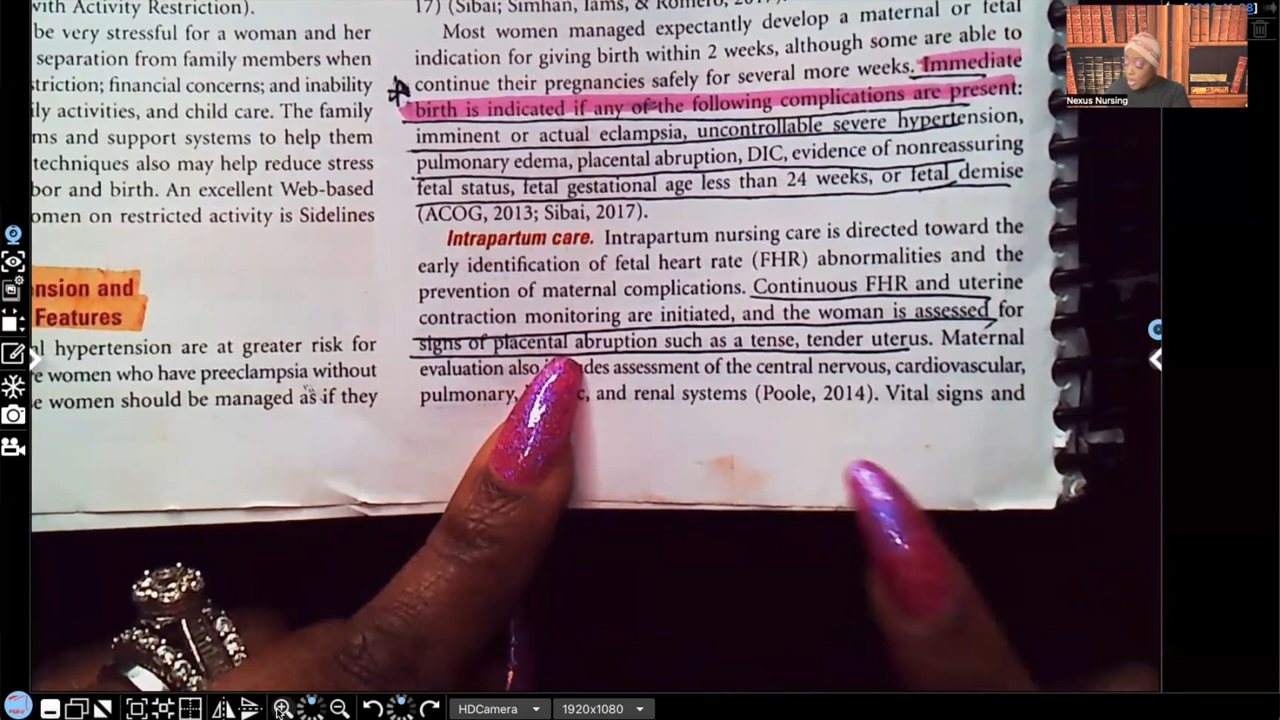 with Activity Restriction).
be very stressful for a woman and her
separation from family members when
striction; financial concerns; and inability
ily activities, and child care. The family
ms and support systems to help them
techniques also may help reduce stress
bor and birth. An excellent Web-based
omen on restricted activity is Sidelines
nsion and
Features
l hypertension are at greater risk for
e women who have preeclampsia without
e women should be managed as if they
17) (Sibai; Simhan, Iams, & Romero,
Most women managed expectantly develop a maternal or fetal
indication for giving birth within 2 weeks, although some are able to
continue their pregnancies safely for several more weeks. Immediate
birth is indicated if any of the following complications are present:
imminent or actual eclampsia, uncontrollable severe hypertension,
pulmonary edema, placental abruption, DIC, evidence of nonreassuring
fetal status, fetal gestational age less than 24 weeks, or fetal demise
(ACOG, 2013; Sibai, 2017).
Intrapartum care. Intrapartum nursing care is directed toward the
early identification of fetal heart rate (FHR) abnormalities and the
prevention of maternal complications. Continuous FHR and uterine
contraction monitoring are initiated, and the woman is assessed for
signs of placental abruption such as a tense, tender uterus. Maternal
evaluation also des assessment of the central nervous, cardiovascular,
pulmonary, c, and renal systems (Poole, 2014). Vital signs and
Nexus Nursing
HDCamera
1920x1080